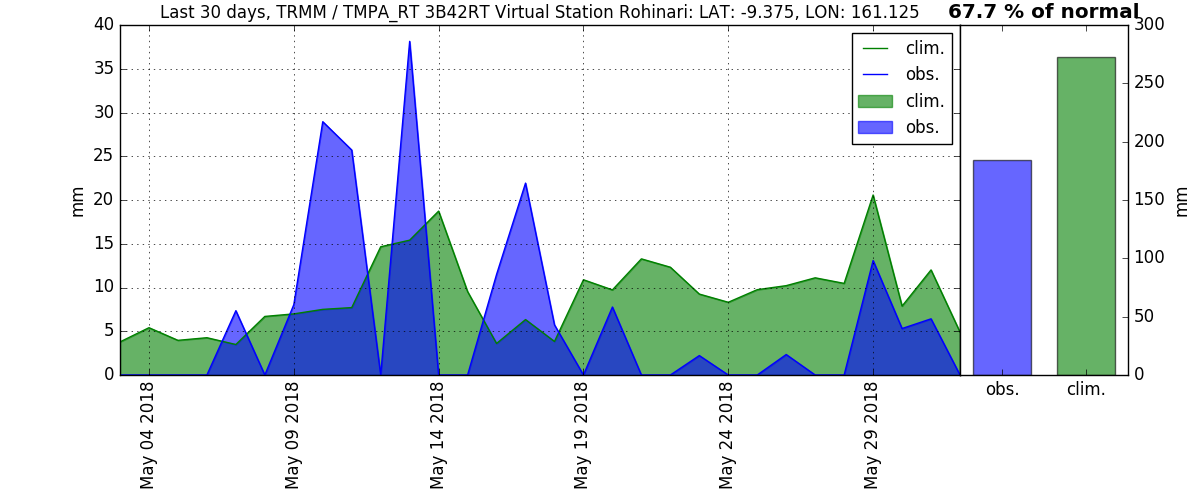 Last 30 days, TRMM / TMPA_RT 3B42RT Virtual Station Rohinari: LAT: -9.375, LON: 161.125
67.7 % of normal
40
35
30
25
20
15
10
5
0
mm
clim.
obs.
clim.
obs.
300
250
200
150
100
50
0
mm
obs.
clim.
May 04 2018
May 09 2018
May 14 2018
May 19 2018
May 24 2018
May 29 2018